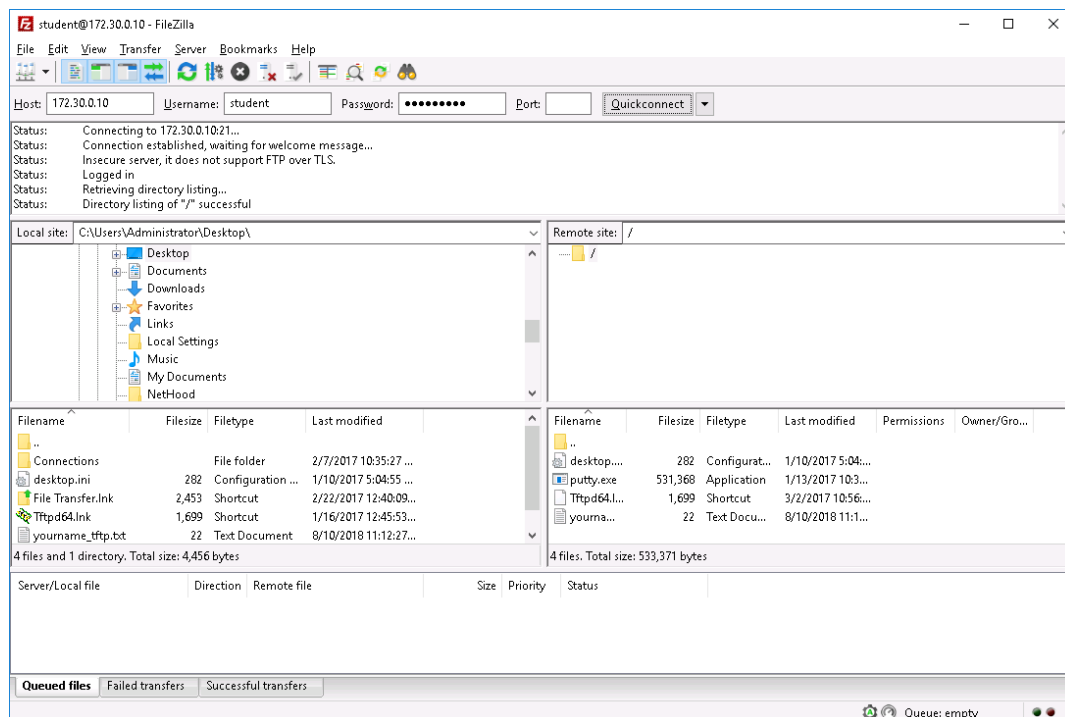 student@172.30.0.10 - FileZilla
File Edit View Transfer Server Bookmarks Help
Host: 172.30.0.10 Username: student Password: ●●●●●●●●● Port: Quickconnect
Status: Connecting to 172.30.0.10:21...
Status: Connection established, waiting for welcome message...
Status: Insecure server, it does not support FTP over TLS.
Status: Logged in
Status: Retrieving directory listing...
Status: Directory listing of "/" successful
Local site: C:\Users\Administrator\Desktop\
Desktop
Documents
Downloads
Favorites
Links
Local Settings
Music
My Documents
NetHood
Remote site: /
/
Filename Filesize Filetype Last modified
..
Connections File folder 2/7/2017 10:35:27 ...
desktop.ini 282 Configuration ... 1/10/2017 5:04:55 ...
File Transfer.lnk 2,453 Shortcut 2/22/2017 12:40:09...
Tftpd64.lnk 1,699 Shortcut 1/16/2017 12:45:53...
yourname_tftp.txt 22 Text Document 8/10/2018 11:12:27...
4 files and 1 directory. Total size: 4,456 bytes
Filename Filesize Filetype Last modified Permissions Owner/Gro...
..
desktop.... 282 Configurat... 1/10/2017 5:04:...
putty.exe 531,368 Application 1/13/2017 10:3...
Tftpd64.l... 1,699 Shortcut 3/2/2017 10:56:...
yourna... 22 Text Docu... 8/10/2018 11:1...
4 files. Total size: 533,371 bytes
Server/Local file Direction Remote file Size Priority Status
Queued files Failed transfers Successful transfers
Queue: empty